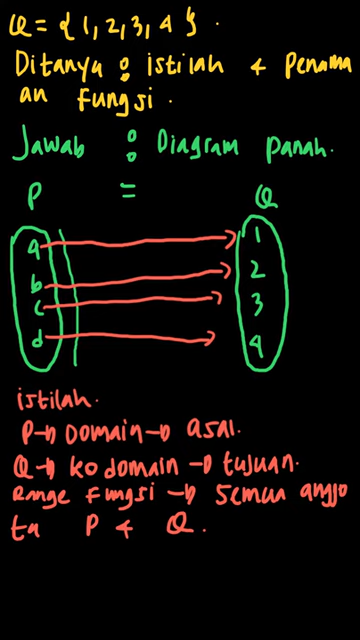 Q = { 1, 2, 3, 4 } .
Ditanya : istilah & Penama
an fungsi .
Jawab : Diagram Panah.
P = Q
a 1
b 2
c 3
d 4
istilah.
P → Domain → asal.
Q → kodomain → tujuan.
Range fungsi → semua anggo
ta P & Q .